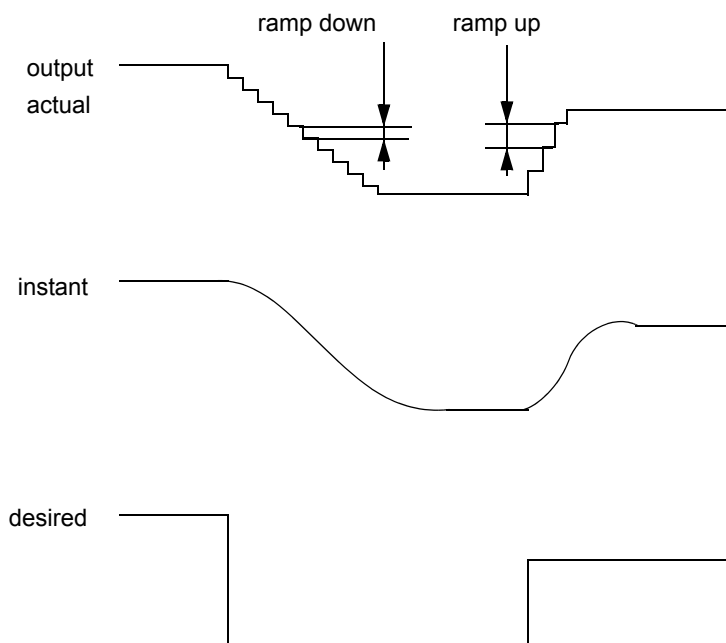 ramp down
ramp up
output
actual
instant
desired